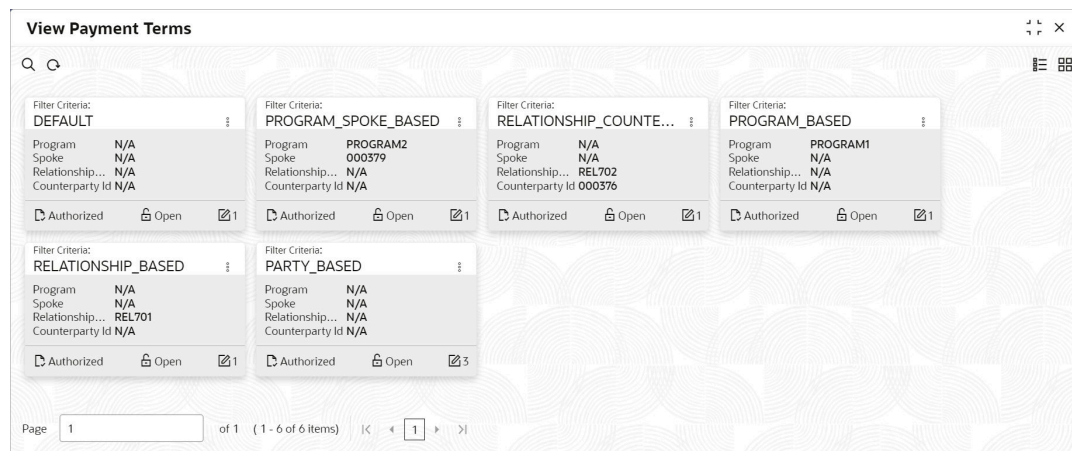 View Payment Terms
Filter Criteria:
DEFAULT
Program N/A
Spoke N/A
Relationship... N/A
Counterparty Id N/A
Authorized Open 1
Filter Criteria:
PROGRAM_SPOKE_BASED
Program PROGRAM2
Spoke 000379
Relationship... N/A
Counterparty Id N/A
Authorized Open 1
Filter Criteria:
RELATIONSHIP_COUNTE...
Program N/A
Spoke N/A
Relationship... REL702
Counterparty Id 000376
Authorized Open 1
Filter Criteria:
PROGRAM_BASED
Program PROGRAM1
Spoke N/A
Relationship... N/A
Counterparty Id N/A
Authorized Open 1
Filter Criteria:
RELATIONSHIP_BASED
Program N/A
Spoke N/A
Relationship... REL701
Counterparty Id N/A
Authorized Open 1
Filter Criteria:
PARTY_BASED
Program N/A
Spoke N/A
Relationship... N/A
Counterparty Id N/A
Authorized Open 3
Page 1 of 1 ( 1 - 6 of 6 items) 1